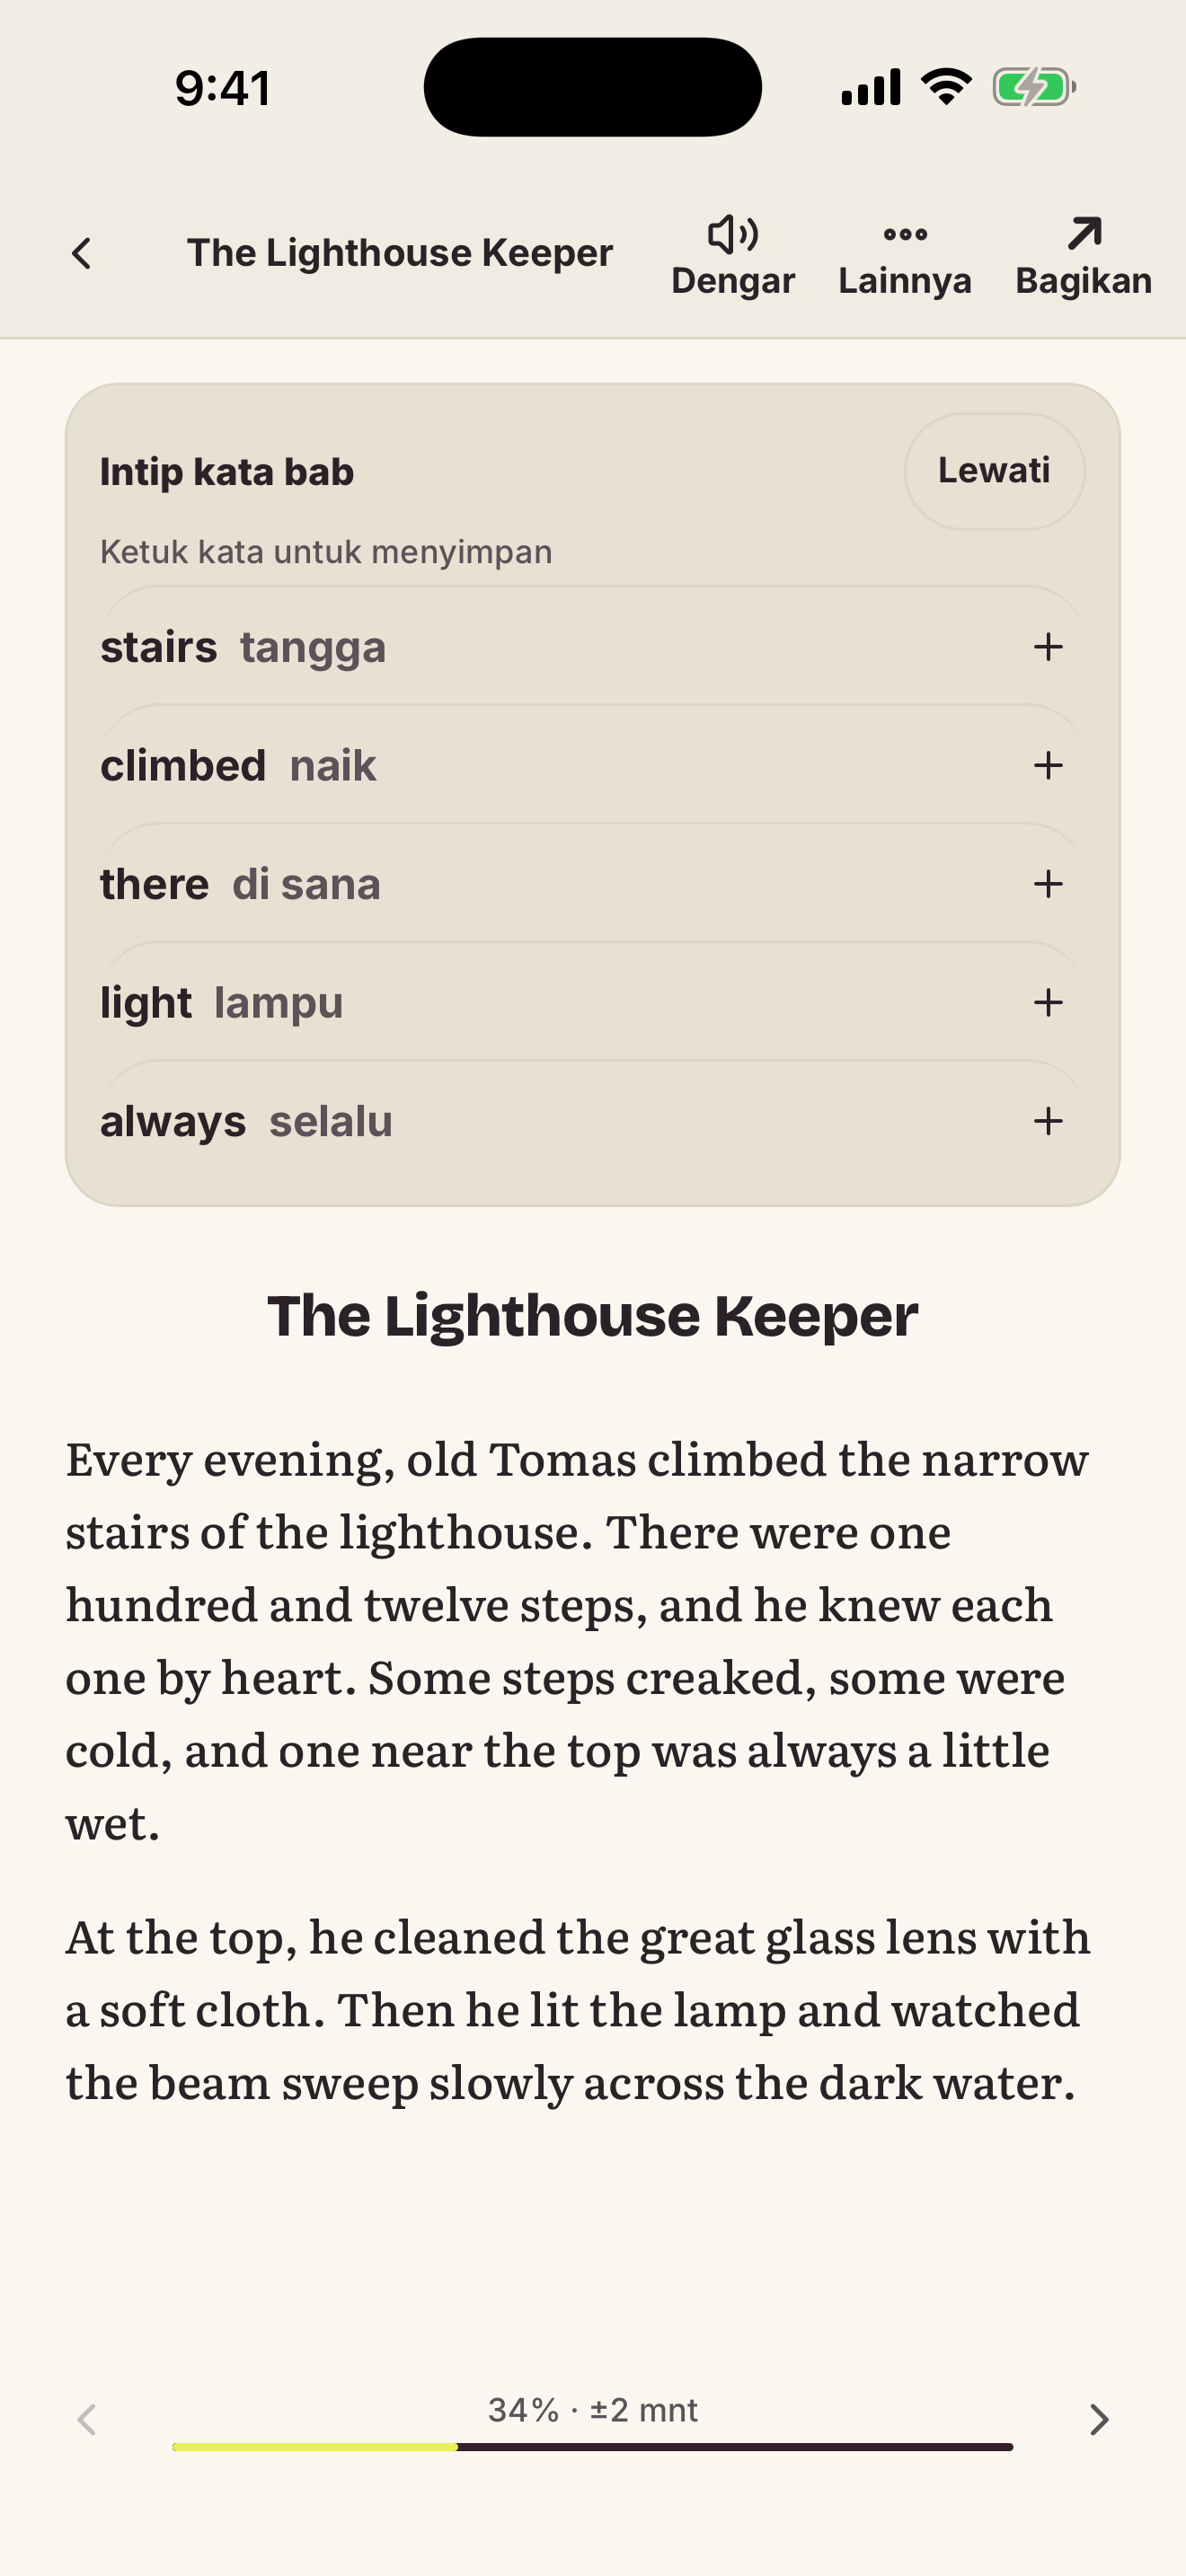 9:41
The Lighthouse Keeper
Dengar
Lainnya
Bagikan
Intip kata bab
Lewati
Ketuk kata untuk menyimpan
stairs tangga
climbed naik
there di sana
light lampu
always selalu
The Lighthouse Keeper
Every evening, old Tomas climbed the narrow
stairs of the lighthouse. There were one
hundred and twelve steps, and he knew each
one by heart. Some steps creaked, some were
cold, and one near the top was always a little
wet.
At the top, he cleaned the great glass lens with
a soft cloth. Then he lit the lamp and watched
the beam sweep slowly across the dark water.
34% · ±2 mnt